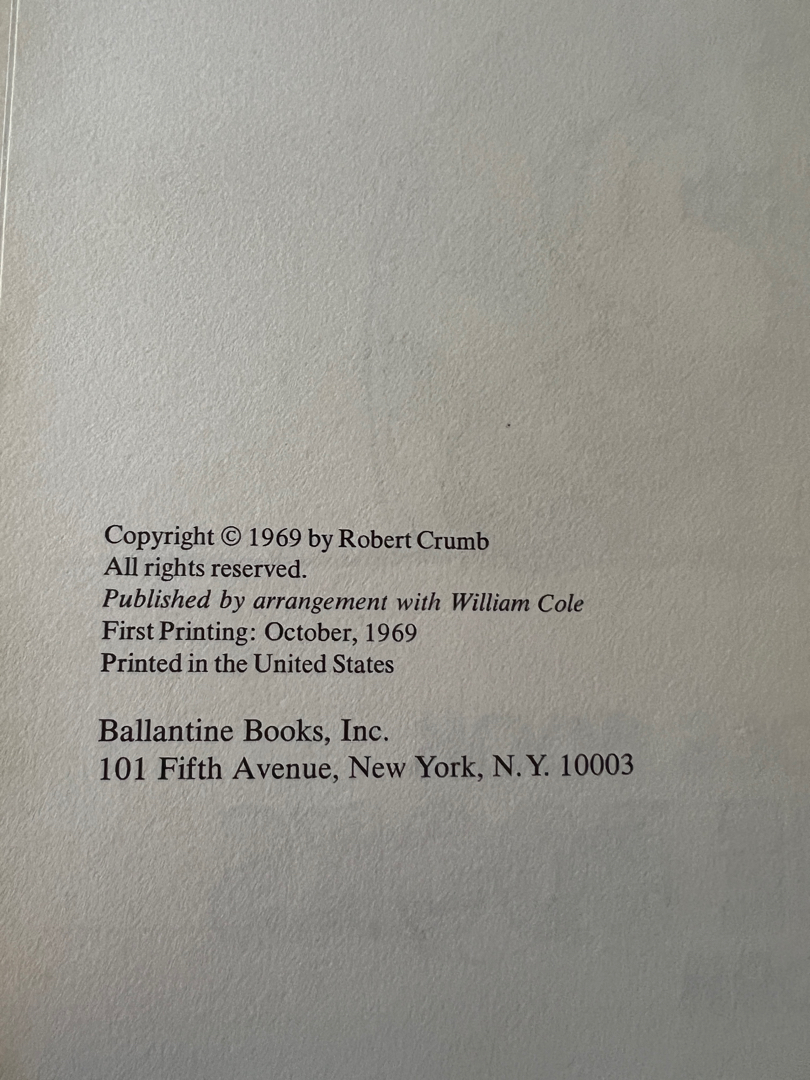 Copyright © 1969 by Robert Crumb
All rights reserved.
Published by arrangement with William Cole
First Printing: October, 1969
Printed in the United States
Ballantine Books, Inc.
101 Fifth Avenue, New York, N.Y. 10003